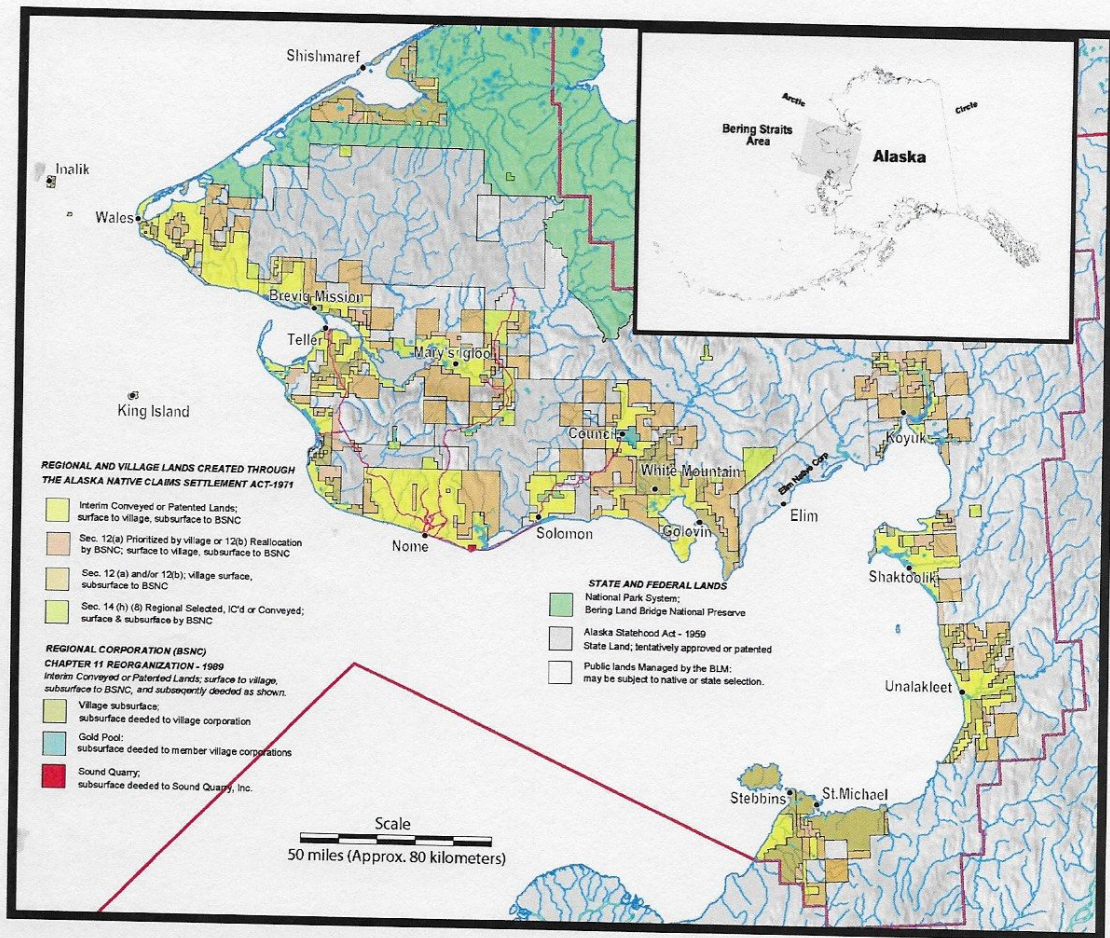 Shishmaref
Inalik
Wales
Brevig Mission
Teller
Mary's Igloo
King Island
Council
White Mountain
Koyuk
Elim Native Corp
Elim
Nome
Solomon
Golovin
Shaktoolik
Unalakleet
Stebbins
St. Michael
Arctic
Circle
Bering Straits
Area
Alaska
REGIONAL AND VILLAGE LANDS CREATED THROUGH
THE ALASKA NATIVE CLAIMS SETTLEMENT ACT-1971
Interim Conveyed or Patented Lands;
surface to village, subsurface to BSNC
Sec. 12(a) Prioritized by village or 12(b) Reallocation
by BSNC; surface to village, subsurface to BSNC
Sec. 12 (a) and/or 12(b); village surface,
subsurface to BSNC
Sec. 14 (h) (8) Regional Selected, IC'd or Conveyed;
surface & subsurface by BSNC
REGIONAL CORPORATION (BSNC)
CHAPTER 11 REORGANIZATION - 1989
Interim Conveyed or Patented Lands; surface to village,
subsurface to BSNC, and subseqently deeded as shown.
Village subsurface;
subsurface deeded to village corporation
Gold Pool:
subsurface deeded to member village corporations
Sound Quarry;
subsurface deeded to Sound Quarry, Inc.
STATE AND FEDERAL LANDS
National Park System;
Bering Land Bridge National Preserve
Alaska Statehood Act - 1959
State Land; tentatively approved or patented
Public lands Managed by the BLM:
may be subject to native or state selection.
Scale
50 miles (Approx. 80 kilometers)